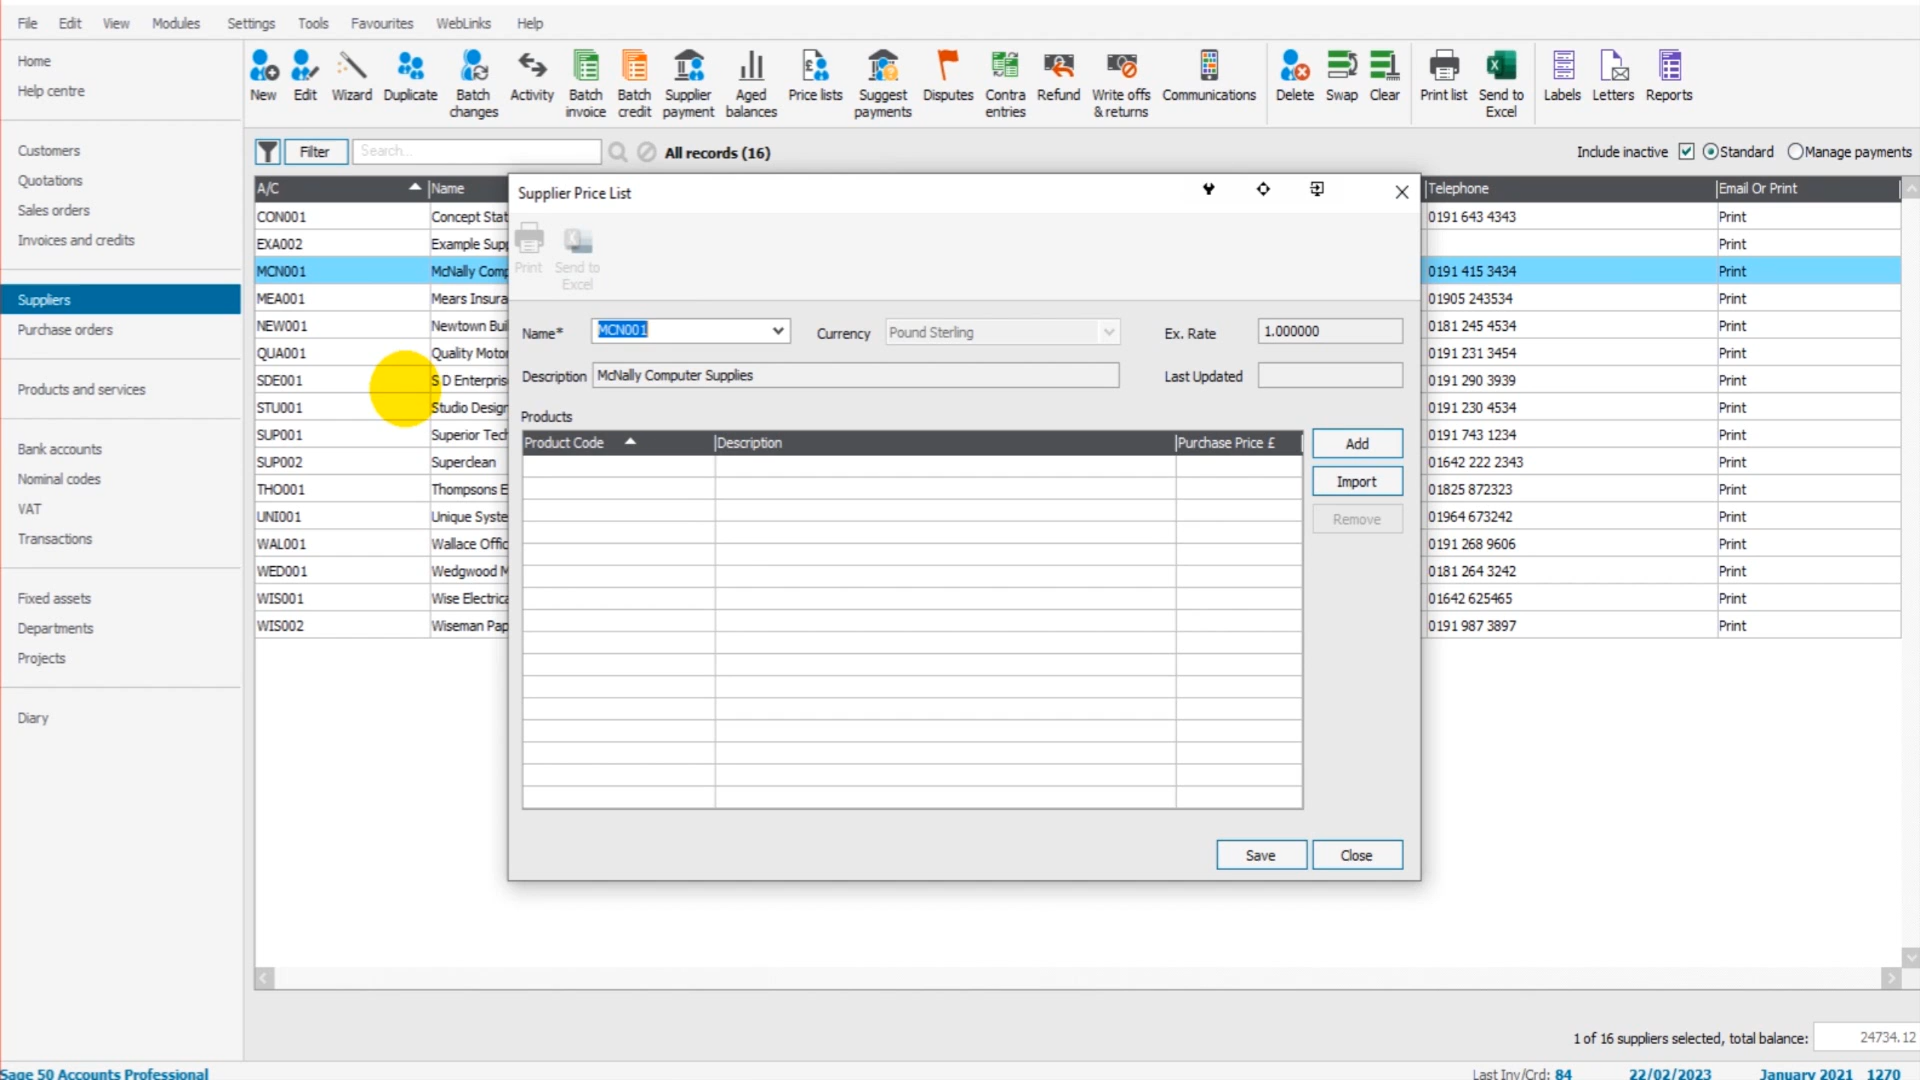 File Edit View Modules Settings Tools Favourites WebLinks Help
Home
Help centre
Customers
Quotations
Sales orders
Invoices and credits
Suppliers
Purchase orders
Products and services
Bank accounts
Nominal codes
VAT
Transactions
Fixed assets
Departments
Projects
Diary
New Edit Wizard Duplicate Batch changes Activity Batch invoice Batch credit Supplier payment Aged balances Price lists Suggest payments Disputes Contra entries Refund Write offs & returns Communications Delete Swap Clear Print list Send to Excel Labels Letters Reports
Filter Search... All records (16) Include inactive Standard Manage payments
A/C Name Telephone Email Or Print
CON001 Concept Stat 0191 643 4343 Print
EXA002 Example Supp Print
MCN001 McNally Comp 0191 415 3434 Print
MEA001 Mears Insura 01905 243534 Print
NEW001 Newtown Buil 0181 245 4534 Print
QUA001 Quality Motor 0191 231 3454 Print
SDE001 S D Enterpris 0191 290 3939 Print
STU001 Studio Design 0191 230 4534 Print
SUP001 Superior Tech 0191 743 1234 Print
SUP002 Superclean 01642 222 2343 Print
THO001 Thompsons E 01825 872323 Print
UNI001 Unique Syste 01964 673242 Print
WAL001 Wallace Offic 0191 268 9606 Print
WED001 Wedgwood M 0181 264 3242 Print
WIS001 Wise Electrica 01642 625465 Print
WIS002 Wiseman Pap 0191 987 3897 Print
Supplier Price List
Print Send to Excel
Name* MCN001 Currency Pound Sterling Ex. Rate 1.000000
Description McNally Computer Supplies Last Updated
Products
Product Code Description Purchase Price £
Add
Import
Remove
Save Close
1 of 16 suppliers selected, total balance: 24734.12
Sage 50 Accounts Professional Last Inv/Crd: 84 22/02/2023 January 2021 1270